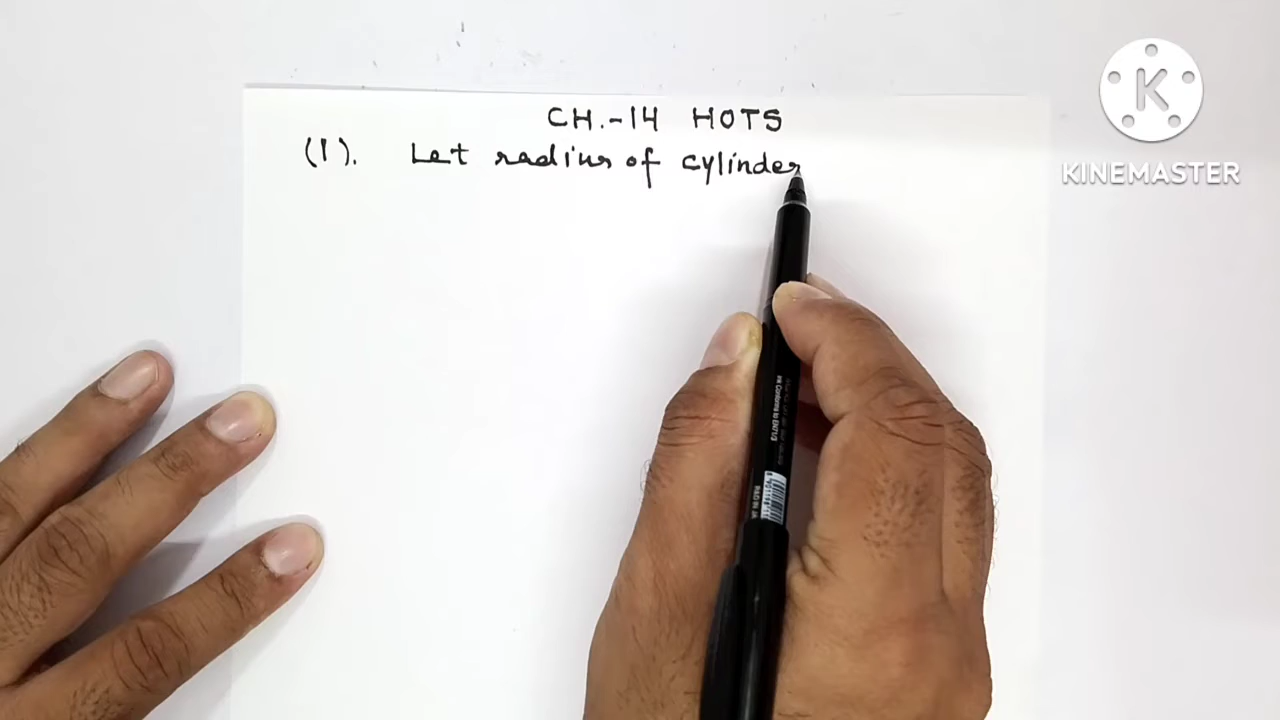 CH.-14 HOTS
(1). Let radius of cylinder
K
KINEMASTER